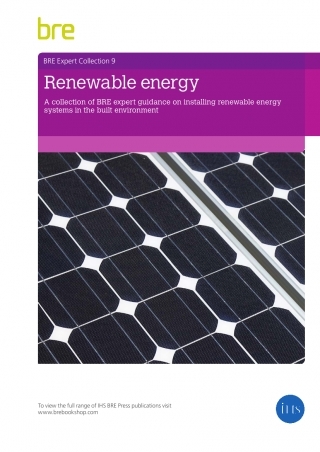 bre
BRE Expert Collection 9
Renewable energy
A collection of BRE expert guidance on installing renewable energy
systems in the built environment
To view the full range of IHS BRE Press publications visit
www.brebookshop.com
ihs